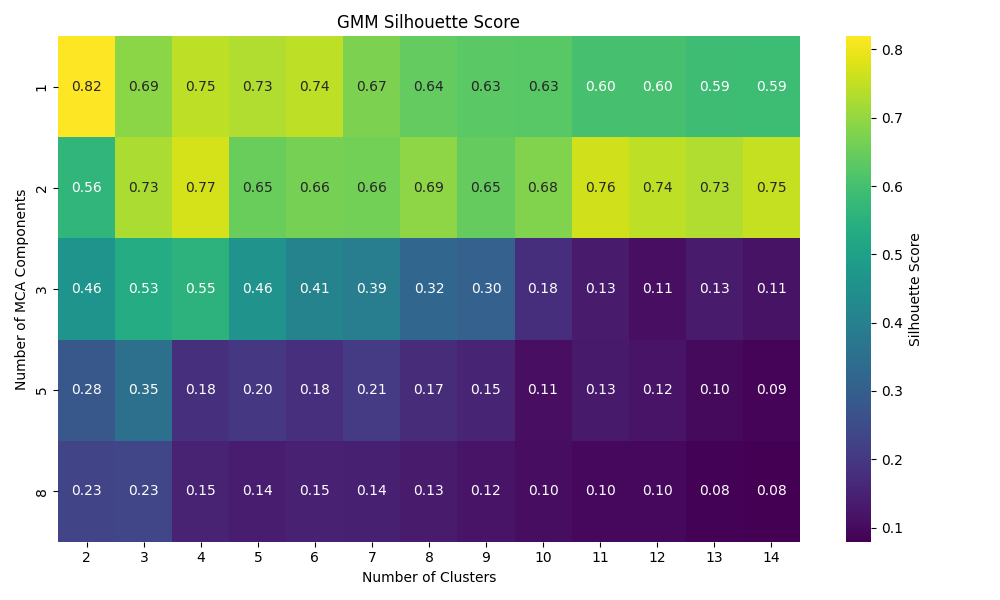 GMM Silhouette Score
Number of MCA Components
1 0.82 0.69 0.75 0.73 0.74 0.67 0.64 0.63 0.63 0.60 0.60 0.59 0.59
2 0.56 0.73 0.77 0.65 0.66 0.66 0.69 0.65 0.68 0.76 0.74 0.73 0.75
3 0.46 0.53 0.55 0.46 0.41 0.39 0.32 0.30 0.18 0.13 0.11 0.13 0.11
5 0.28 0.35 0.18 0.20 0.18 0.21 0.17 0.15 0.11 0.13 0.12 0.10 0.09
8 0.23 0.23 0.15 0.14 0.15 0.14 0.13 0.12 0.10 0.10 0.10 0.08 0.08
2 3 4 5 6 7 8 9 10 11 12 13 14
Number of Clusters
0.8
0.7
0.6
0.5
0.4
0.3
0.2
0.1
Silhouette Score